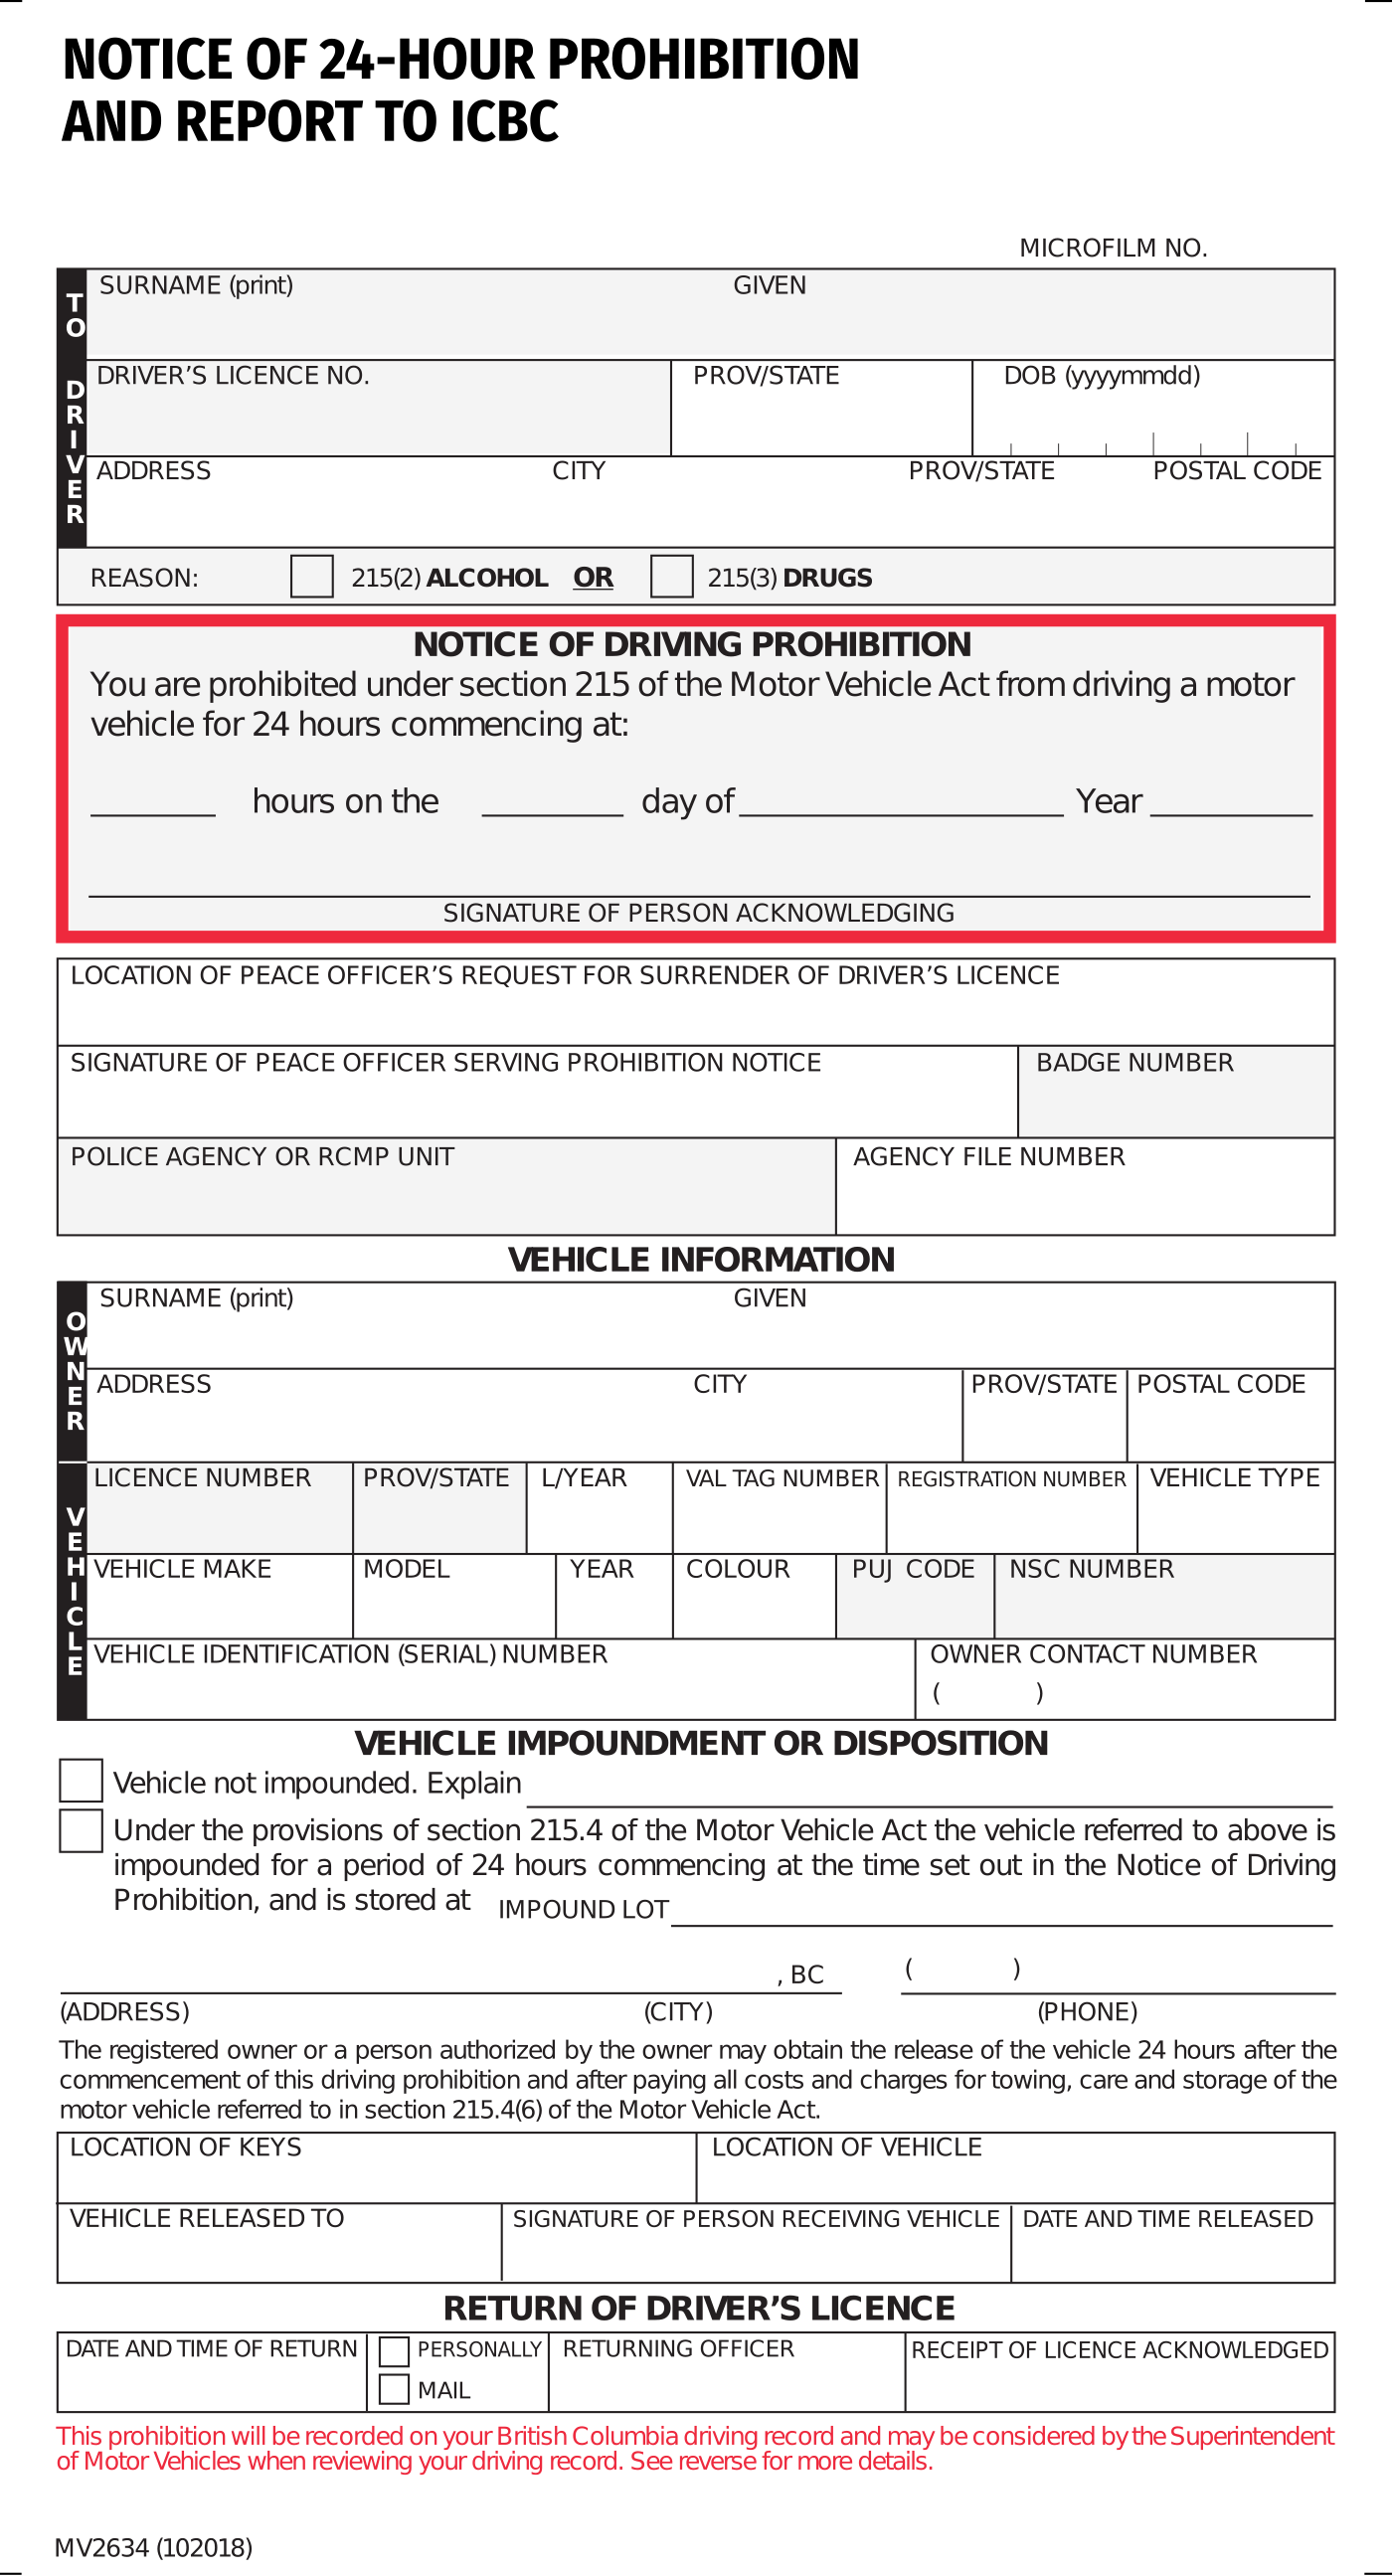 NOTICE OF 24-HOUR PROHIBITION
AND REPORT TO ICBC
MICROFILM NO.
TO DRIVER
SURNAME (print) GIVEN
DRIVER'S LICENCE NO. PROV/STATE DOB (yyyymmdd)
ADDRESS CITY PROV/STATE POSTAL CODE
REASON: 215(2) ALCOHOL OR 215(3) DRUGS
NOTICE OF DRIVING PROHIBITION
You are prohibited under section 215 of the Motor Vehicle Act from driving a motor
vehicle for 24 hours commencing at:
hours on the day of Year
SIGNATURE OF PERSON ACKNOWLEDGING
LOCATION OF PEACE OFFICER'S REQUEST FOR SURRENDER OF DRIVER'S LICENCE
SIGNATURE OF PEACE OFFICER SERVING PROHIBITION NOTICE BADGE NUMBER
POLICE AGENCY OR RCMP UNIT AGENCY FILE NUMBER
VEHICLE INFORMATION
OWNER
SURNAME (print) GIVEN
ADDRESS CITY PROV/STATE POSTAL CODE
VEHICLE
LICENCE NUMBER PROV/STATE L/YEAR VAL TAG NUMBER REGISTRATION NUMBER VEHICLE TYPE
VEHICLE MAKE MODEL YEAR COLOUR PUJ CODE NSC NUMBER
VEHICLE IDENTIFICATION (SERIAL) NUMBER OWNER CONTACT NUMBER
( )
VEHICLE IMPOUNDMENT OR DISPOSITION
Vehicle not impounded. Explain
Under the provisions of section 215.4 of the Motor Vehicle Act the vehicle referred to above is
impounded for a period of 24 hours commencing at the time set out in the Notice of Driving
Prohibition, and is stored at IMPOUND LOT
, BC ( )
(ADDRESS) (CITY) (PHONE)
The registered owner or a person authorized by the owner may obtain the release of the vehicle 24 hours after the
commencement of this driving prohibition and after paying all costs and charges for towing, care and storage of the
motor vehicle referred to in section 215.4(6) of the Motor Vehicle Act.
LOCATION OF KEYS LOCATION OF VEHICLE
VEHICLE RELEASED TO SIGNATURE OF PERSON RECEIVING VEHICLE DATE AND TIME RELEASED
RETURN OF DRIVER'S LICENCE
DATE AND TIME OF RETURN PERSONALLY RETURNING OFFICER RECEIPT OF LICENCE ACKNOWLEDGED
MAIL
This prohibition will be recorded on your British Columbia driving record and may be considered by the Superintendent
of Motor Vehicles when reviewing your driving record. See reverse for more details.
MV2634 (102018)